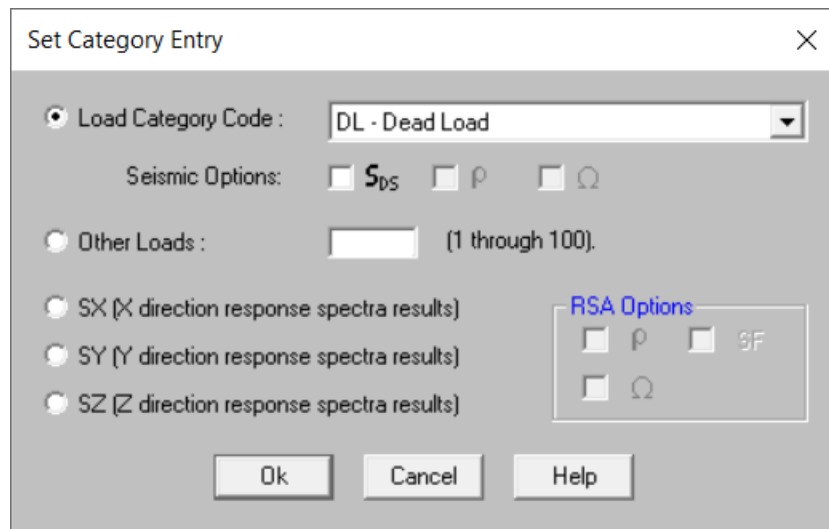 Set Category Entry
Load Category Code :
DL - Dead Load
Seismic Options: SDS ρ Ω
Other Loads : (1 through 100).
SX (X direction response spectra results)
SY (Y direction response spectra results)
SZ (Z direction response spectra results)
RSA Options
ρ SF
Ω
Ok Cancel Help